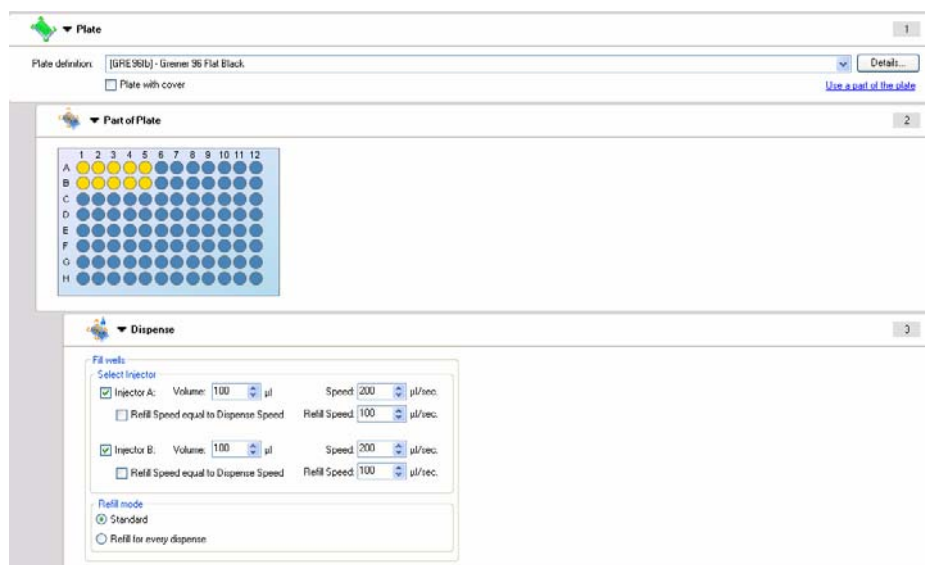 Plate 1
Plate definition: [GRE96fb] - Greiner 96 Flat Black Details...
Plate with cover Use a part of the plate
Part of Plate 2
1 2 3 4 5 6 7 8 9 10 11 12
A
B
C
D
E
F
G
H
Dispense 3
Fill wells
Select Injector
Injector A: Volume: 100 µl Speed: 200 µl/sec.
Refill Speed equal to Dispense Speed Refill Speed: 100 µl/sec.
Injector B: Volume: 100 µl Speed: 200 µl/sec.
Refill Speed equal to Dispense Speed Refill Speed: 100 µl/sec.
Refill mode
Standard
Refill for every dispense